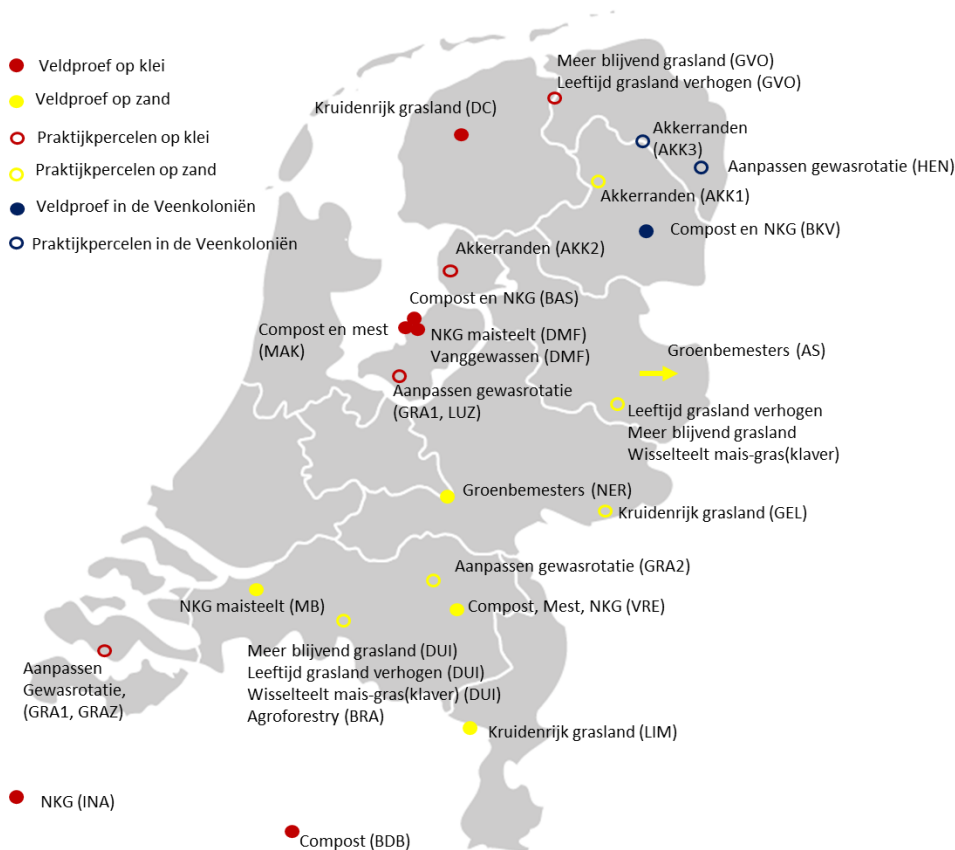 Veldproef op klei
Veldproef op zand
Praktijkpercelen op klei
Praktijkpercelen op zand
Veldproef in de Veenkoloniën
Praktijkpercelen in de Veenkoloniën
Meer blijvend grasland (GVO)
Leeftijd grasland verhogen (GVO)
Kruidenrijk grasland (DC)
Akkerranden
(AKK3)
Aanpassen gewasrotatie (HEN)
Akkerranden (AKK1)
Compost en NKG (BKV)
Akkerranden (AKK2)
Compost en NKG (BAS)
Compost en mest
(MAK)
NKG maisteelt (DMF)
Vanggewassen (DMF)
Groenbemesters (AS)
Aanpassen gewasrotatie
(GRA1, LUZ)
Leeftijd grasland verhogen
Meer blijvend grasland
Wisselteelt mais-gras(klaver)
Groenbemesters (NER)
Kruidenrijk grasland (GEL)
Aanpassen gewasrotatie (GRA2)
NKG maisteelt (MB)
Compost, Mest, NKG (VRE)
Meer blijvend grasland (DUI)
Leeftijd grasland verhogen (DUI)
Wisselteelt mais-gras(klaver) (DUI)
Agroforestry (BRA)
Aanpassen
Gewasrotatie,
(GRA1, GRAZ)
Kruidenrijk grasland (LIM)
NKG (INA)
Compost (BDB)